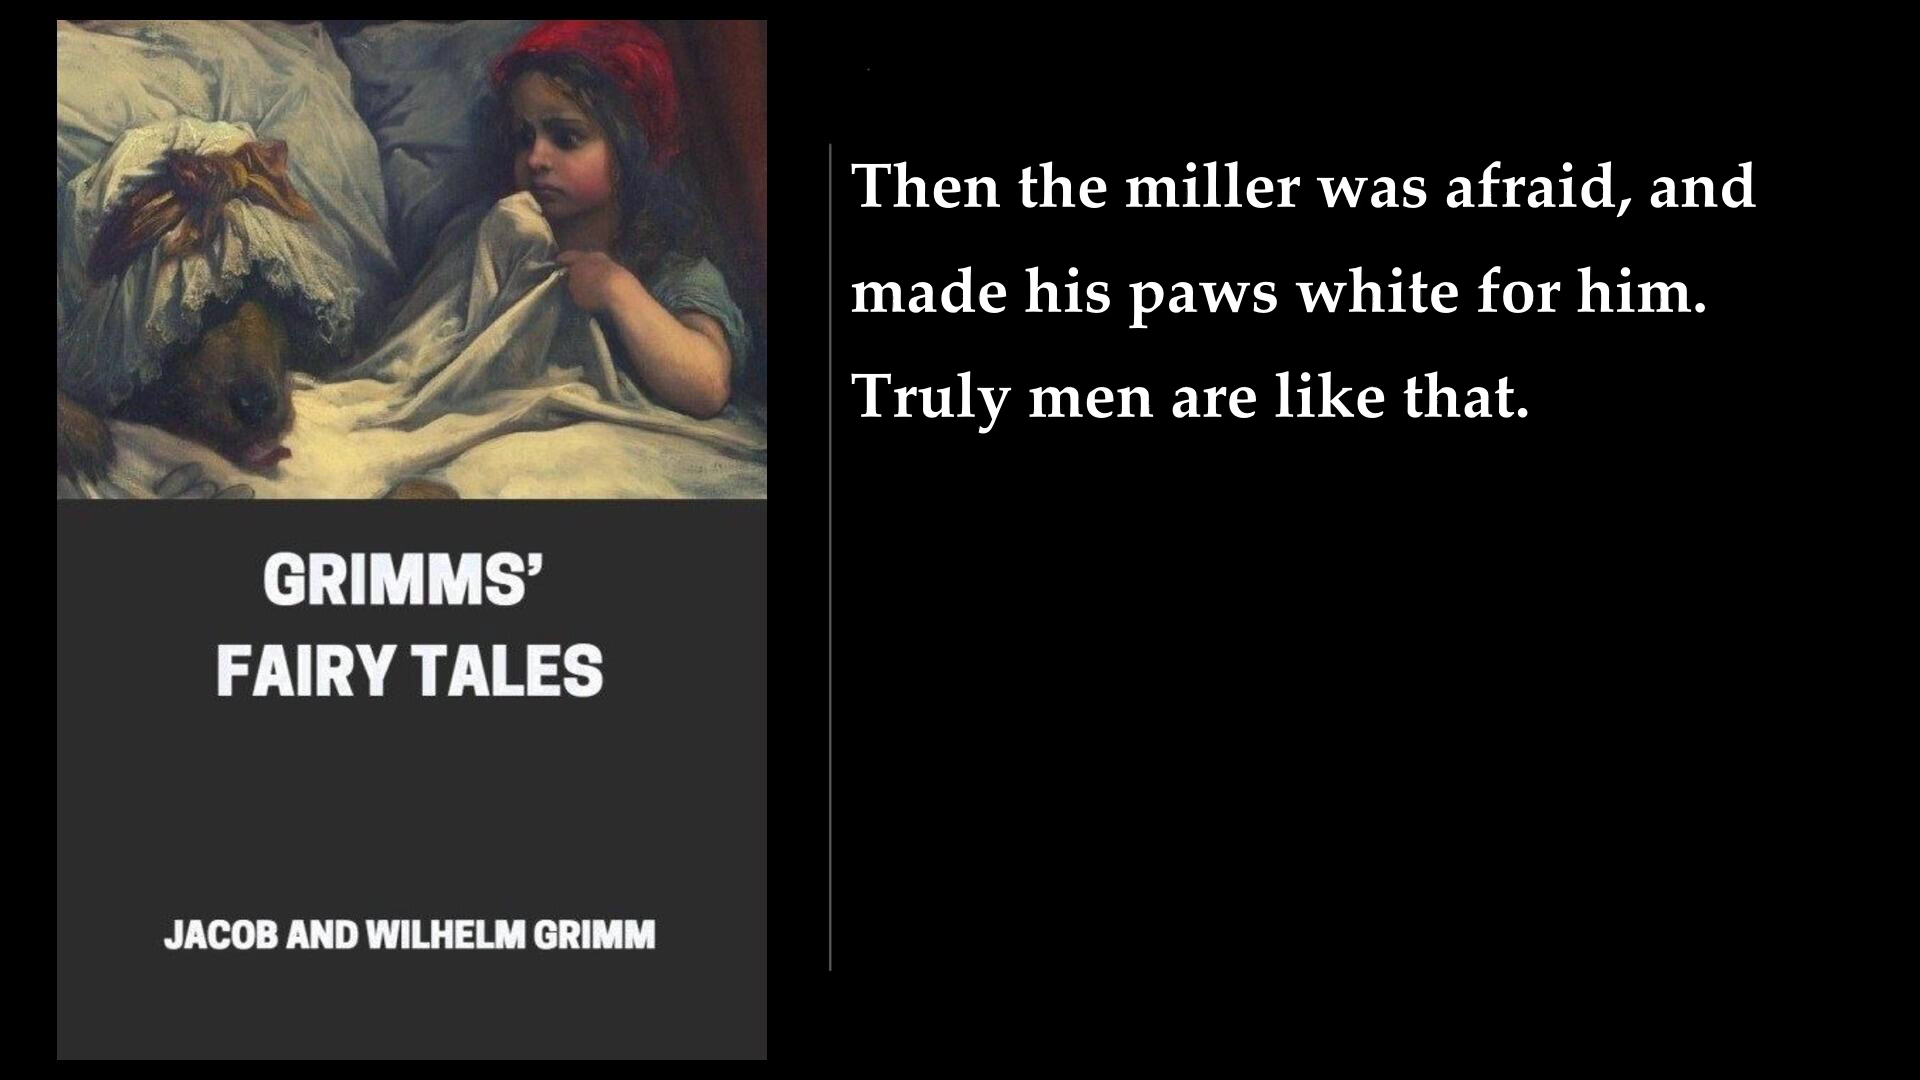 GRIMMS’
FAIRY TALES
JACOB AND WILHELM GRIMM
Then the miller was afraid, and
made his paws white for him.
Truly men are like that.